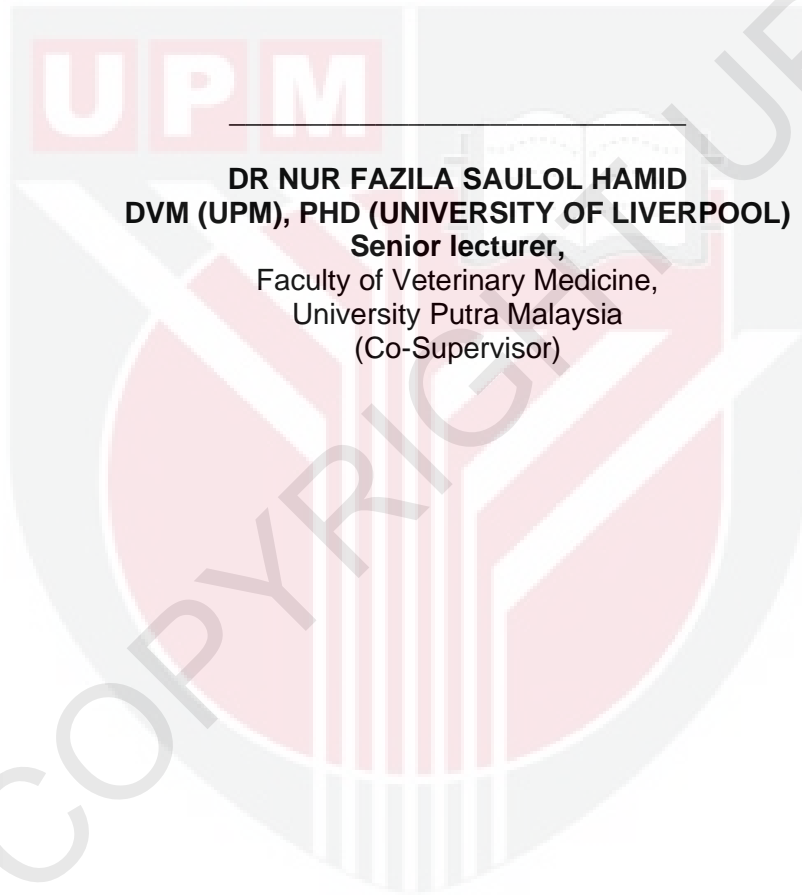 UPM
DR NUR FAZILA SAULOL HAMID
DVM (UPM), PHD (UNIVERSITY OF LIVERPOOL)
Senior lecturer,
Faculty of Veterinary Medicine,
University Putra Malaysia
(Co-Supervisor)
COPYRIGHT UP